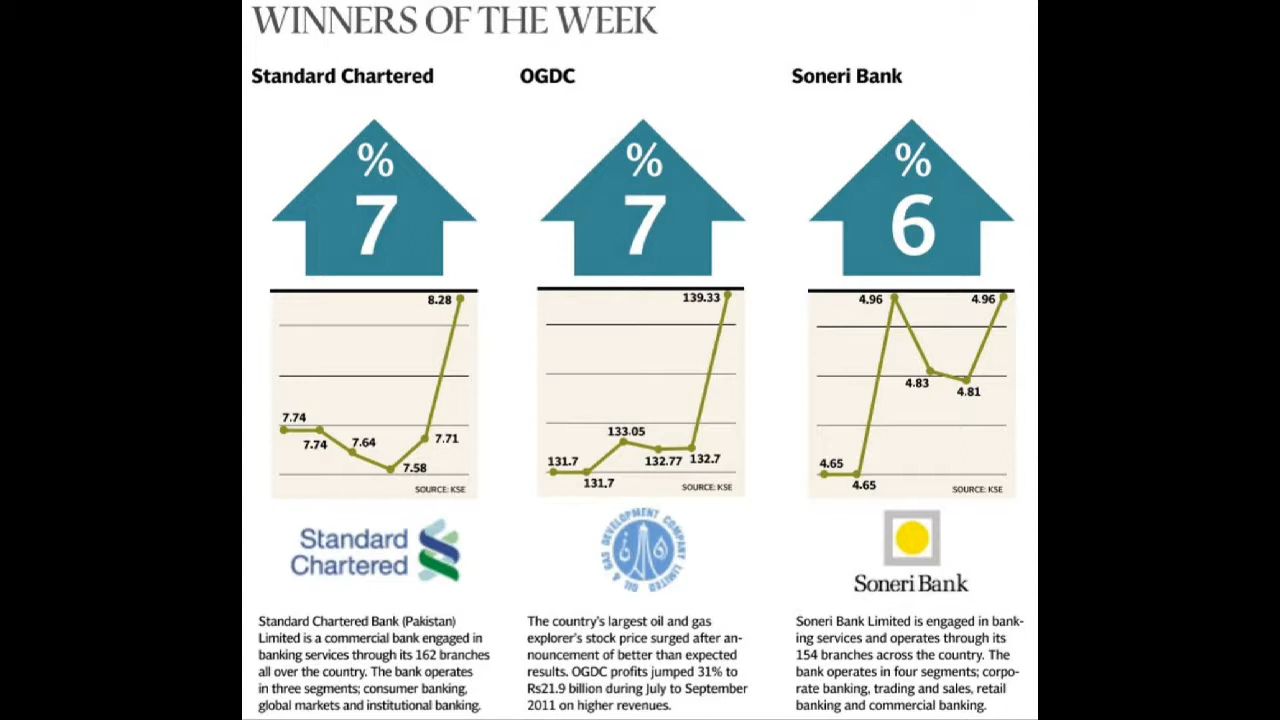 WINNERS OF THE WEEK
Standard Chartered
%
7
8.28
7.74
7.74
7.64
7.58
7.71
SOURCE: KSE
Standard
Chartered
Standard Chartered Bank (Pakistan)
Limited is a commercial bank engaged in
banking services through its 162 branches
all over the country. The bank operates
in three segments; consumer banking,
global markets and institutional banking.
OGDC
%
7
139.33
133.05
131.7
131.7
132.77
132.7
SOURCE: KSE
OIL & GAS DEVELOPMENT COMPANY LIMITED
The country's largest oil and gas
explorer's stock price surged after an-
nouncement of better than expected
results. OGDC profits jumped 31% to
Rs21.9 billion during July to September
2011 on higher revenues.
Soneri Bank
%
6
4.96
4.96
4.83
4.81
4.65
4.65
SOURCE: KSE
Soneri Bank
Soneri Bank Limited is engaged in bank-
ing services and operates through its
154 branches across the country. The
bank operates in four segments; corpo-
rate banking, trading and sales, retail
banking and commercial banking.